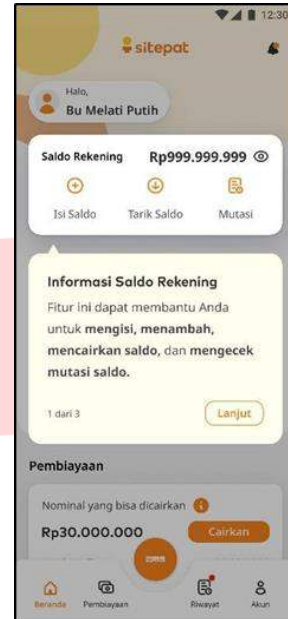 12:30
sitepat
Halo,
Bu Melati Putih
Saldo Rekening Rp999.999.999
Isi Saldo Tarik Saldo Mutasi
Informasi Saldo Rekening
Fitur ini dapat membantu Anda
untuk mengisi, menambah,
mencairkan saldo, dan mengecek
mutasi saldo.
1 dari 3 Lanjut
Pembiayaan
Nominal yang bisa dicairkan
Rp30.000.000 Cairkan
Beranda Pembiayaan Riwayat Akun